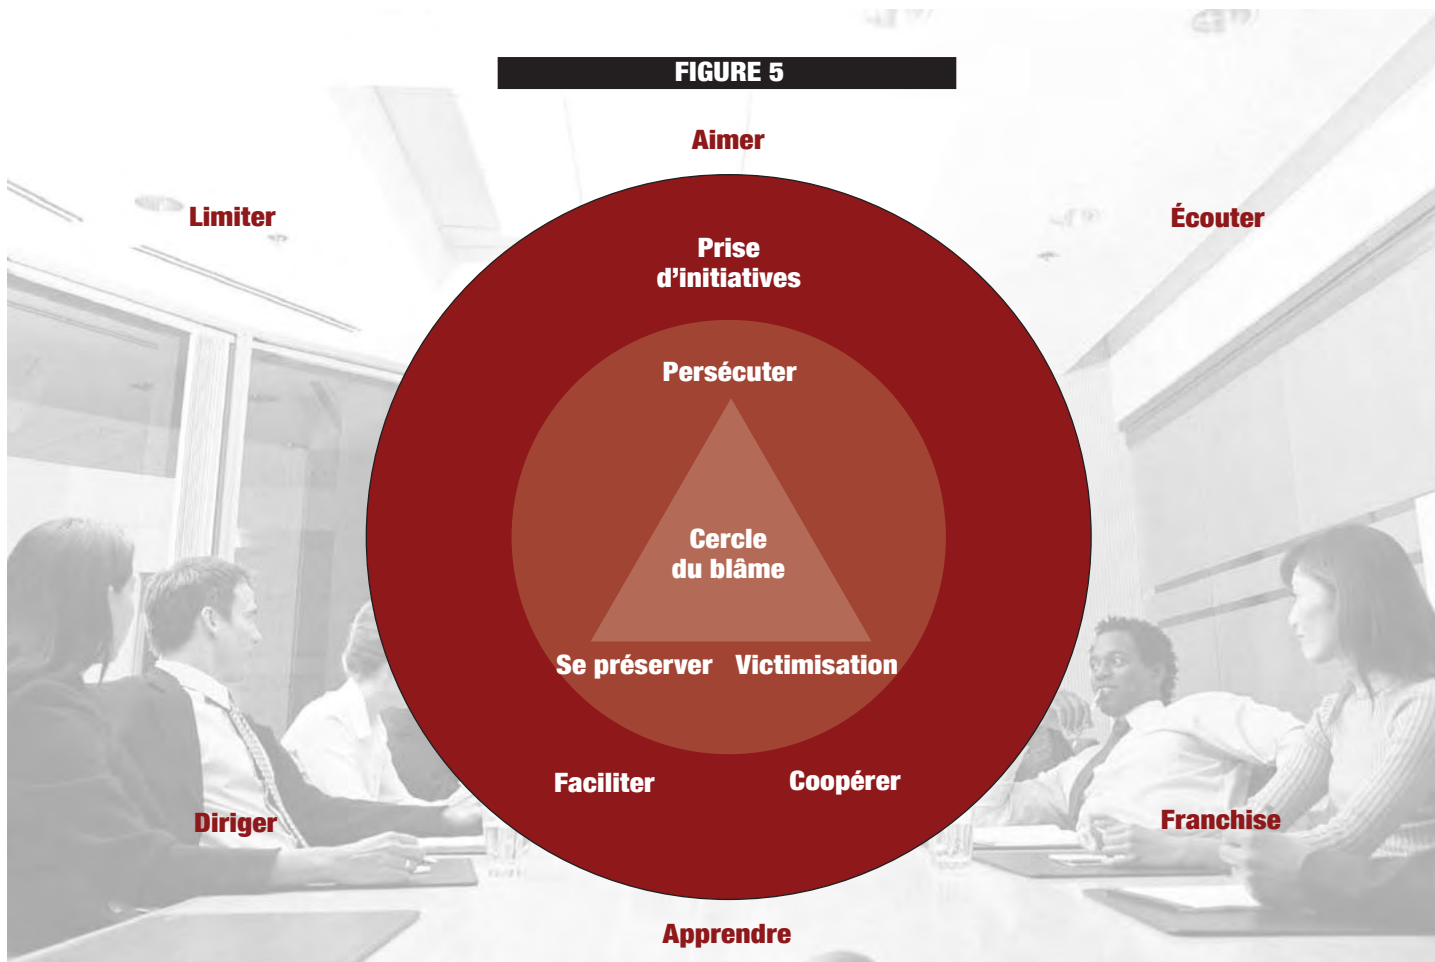 FIGURE 5
Aimer
Limiter
Écouter
Prise
d’initiatives
Persécuter
Cercle
du blâme
Se préserver
Victimisation
Faciliter
Coopérer
Diriger
Franchise
Apprendre